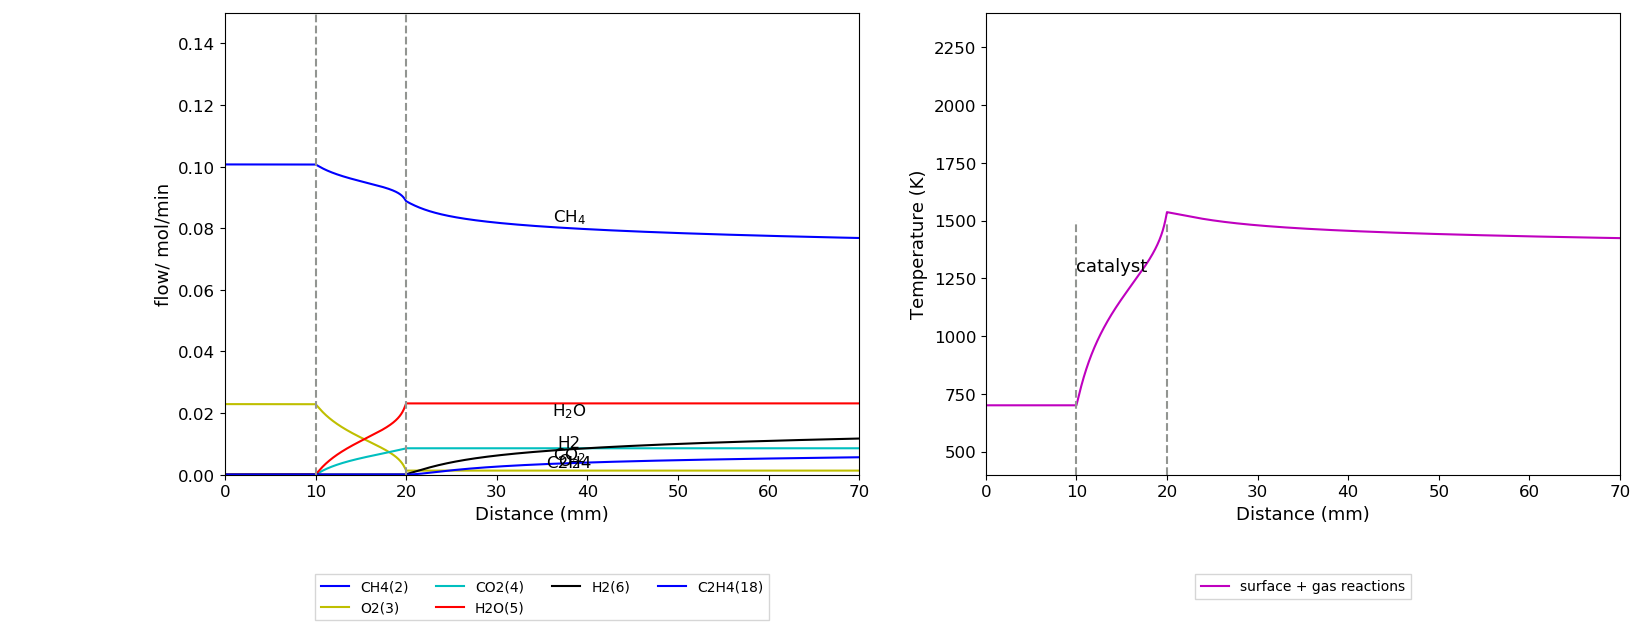 0.14
0.12
0.10
0.08
0.06
0.04
0.02
0.00
flow/ mol/min
CH₄
H₂O
H2
CO₂
C2H4
0 10 20 30 40 50 60 70
Distance (mm)
CH4(2) CO2(4) H2(6) C2H4(18)
O2(3) H2O(5)
2250
2000
1750
1500
1250
1000
750
500
Temperature (K)
catalyst
0 10 20 30 40 50 60 70
Distance (mm)
surface + gas reactions